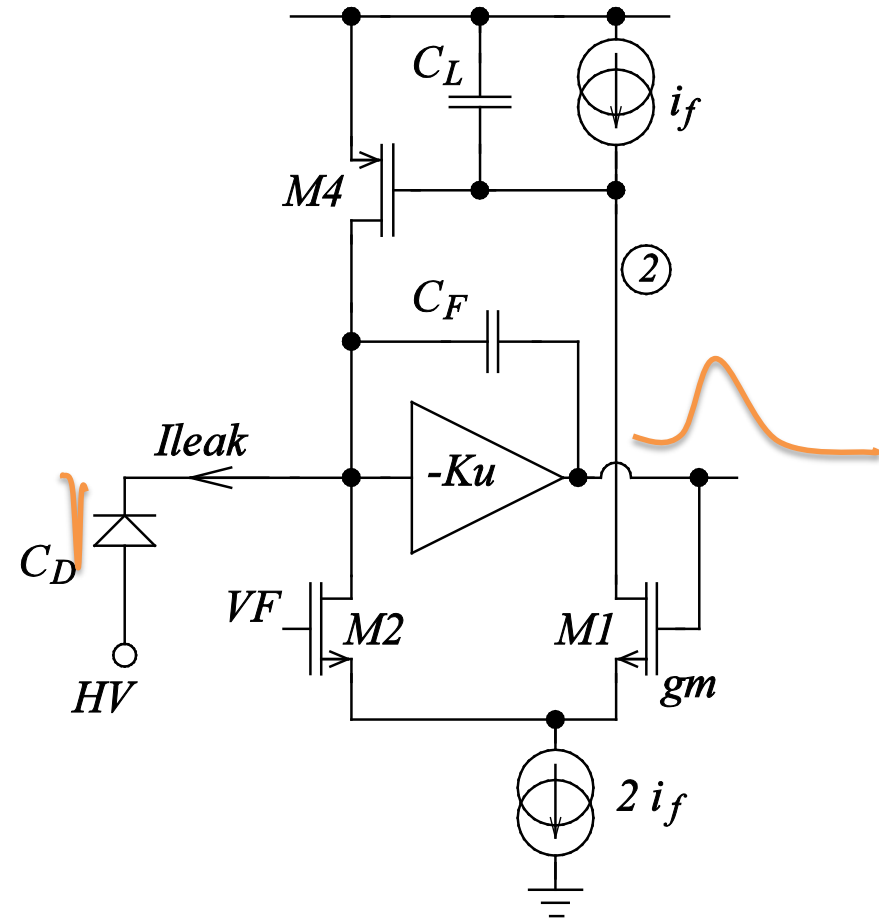 C_L
i_f
M4
2
C_F
Ileak
-Ku
C_D
VF
M2
M1
HV
gm
2 i_f